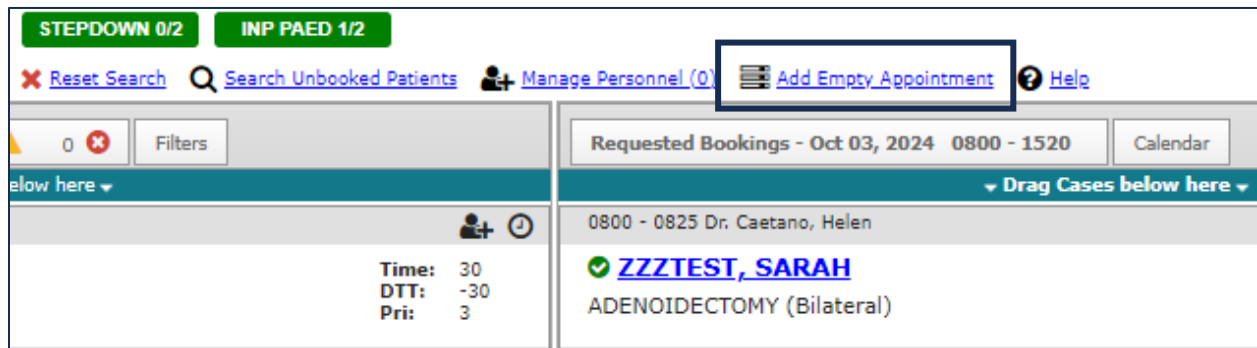 STEPDOWN 0/2 INP PAED 1/2
Reset Search Search Unbooked Patients Manage Personnel (0) Add Empty Appointment Help
0 Filters Requested Bookings - Oct 03, 2024 0800 - 1520 Calendar
elow here Drag Cases below here
0800 - 0825 Dr. Caetano, Helen
Time: 30 ZZZTEST, SARAH
DTT: -30
Pri: 3 ADENOIDECTOMY (Bilateral)